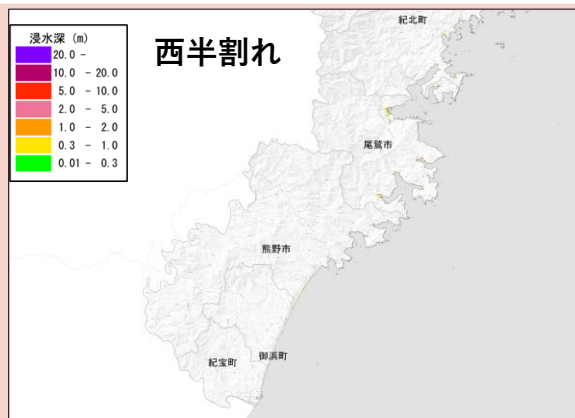 西半割れ
浸水深 (m)
20.0 -
10.0 - 20.0
5.0 - 10.0
2.0 - 5.0
1.0 - 2.0
0.3 - 1.0
0.01 - 0.3
紀北町
尾鷲市
熊野市
御浜町
紀宝町